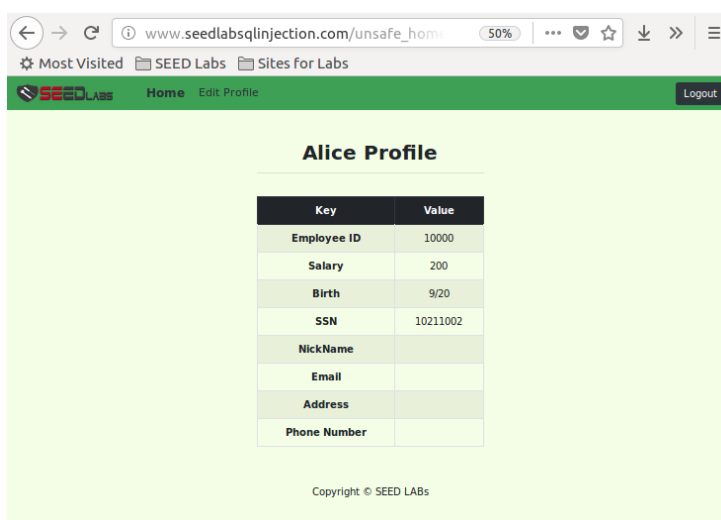 www.seedlabsqlinjection.com/unsafe_home 50%
Most Visited SEED Labs Sites for Labs
SEEDLABS Home Edit Profile Logout
Alice Profile
Key Value
Employee ID 10000
Salary 200
Birth 9/20
SSN 10211002
NickName
Email
Address
Phone Number
Copyright © SEED LABs